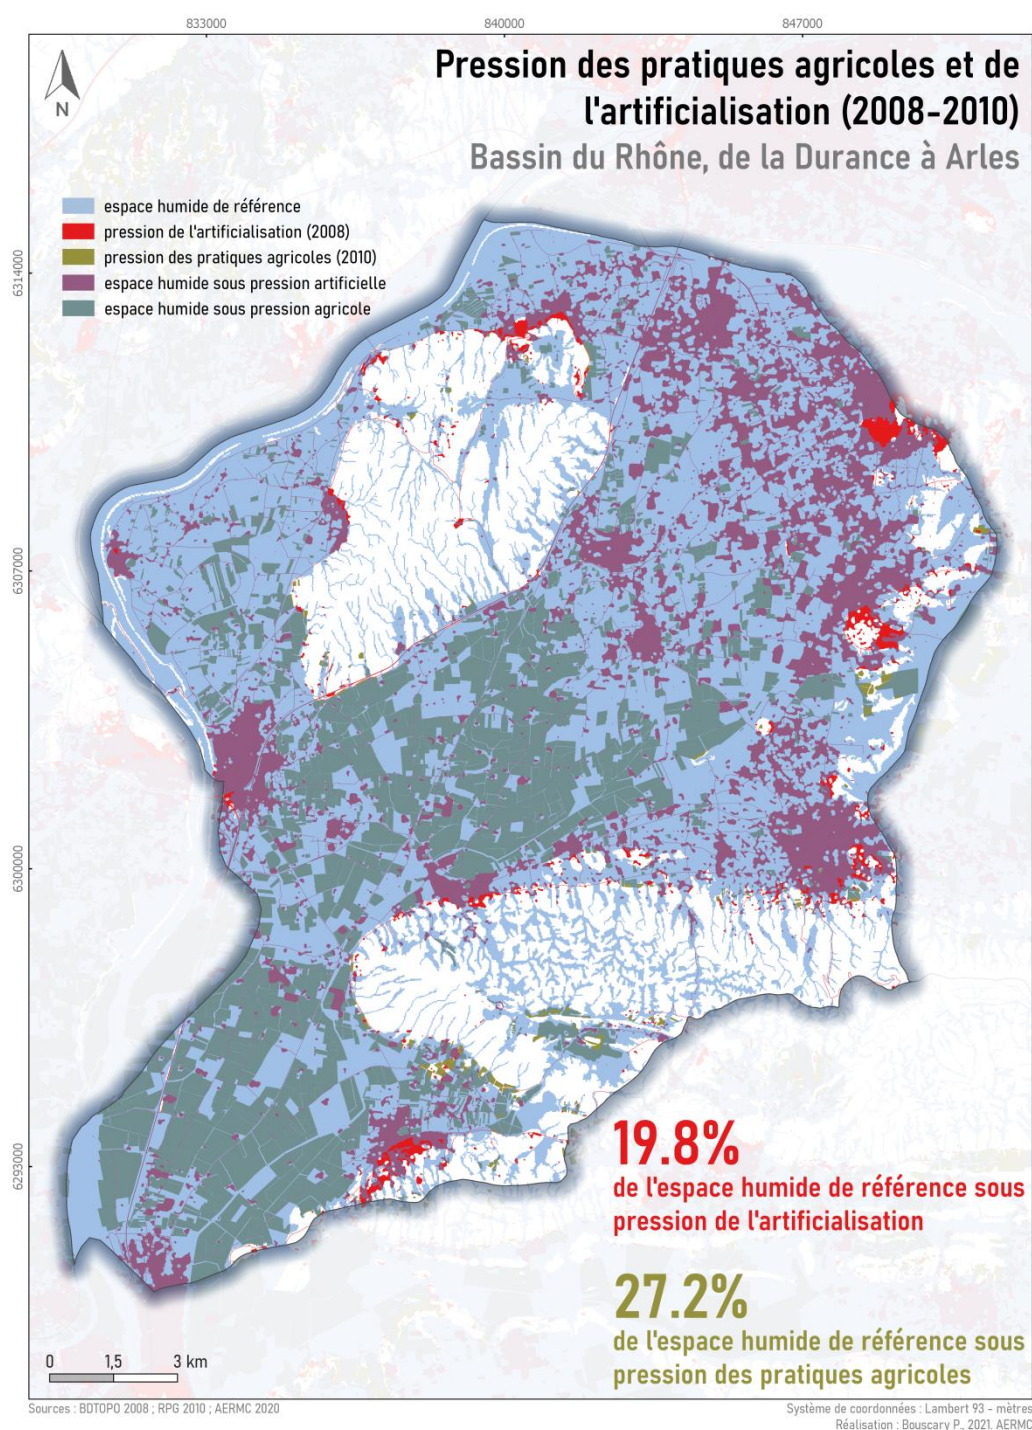 833000
840000
847000
Pression des pratiques agricoles et de
l'artificialisation (2008-2010)
Bassin du Rhône, de la Durance à Arles
N
espace humide de référence
pression de l'artificialisation (2008)
pression des pratiques agricoles (2010)
espace humide sous pression artificielle
espace humide sous pression agricole
6314000
6307000
6300000
6293000
19.8%
de l'espace humide de référence sous
pression de l'artificialisation
27.2%
de l'espace humide de référence sous
pression des pratiques agricoles
0 1,5 3 km
Sources : BDTOPO 2008 ; RPG 2010 ; AERMC 2020
Système de coordonnées : Lambert 93 - mètres
Réalisation : Bouscary P., 2021. AERMC